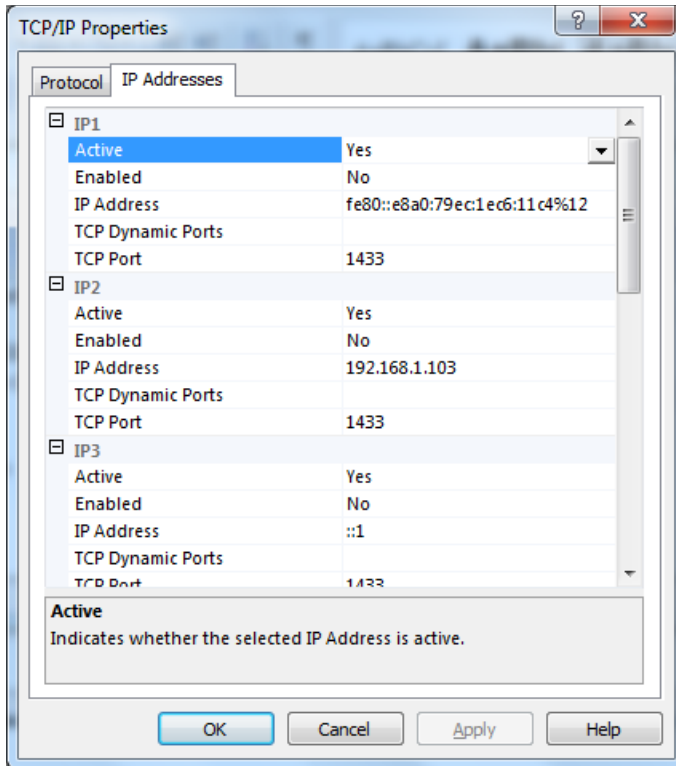 TCP/IP Properties
Protocol IP Addresses
IP1
Active Yes
Enabled No
IP Address fe80::e8a0:79ec:1ec6:11c4%12
TCP Dynamic Ports
TCP Port 1433
IP2
Active Yes
Enabled No
IP Address 192.168.1.103
TCP Dynamic Ports
TCP Port 1433
IP3
Active Yes
Enabled No
IP Address ::1
TCP Dynamic Ports
TCP Port 1433
Active
Indicates whether the selected IP Address is active.
OK Cancel Apply Help